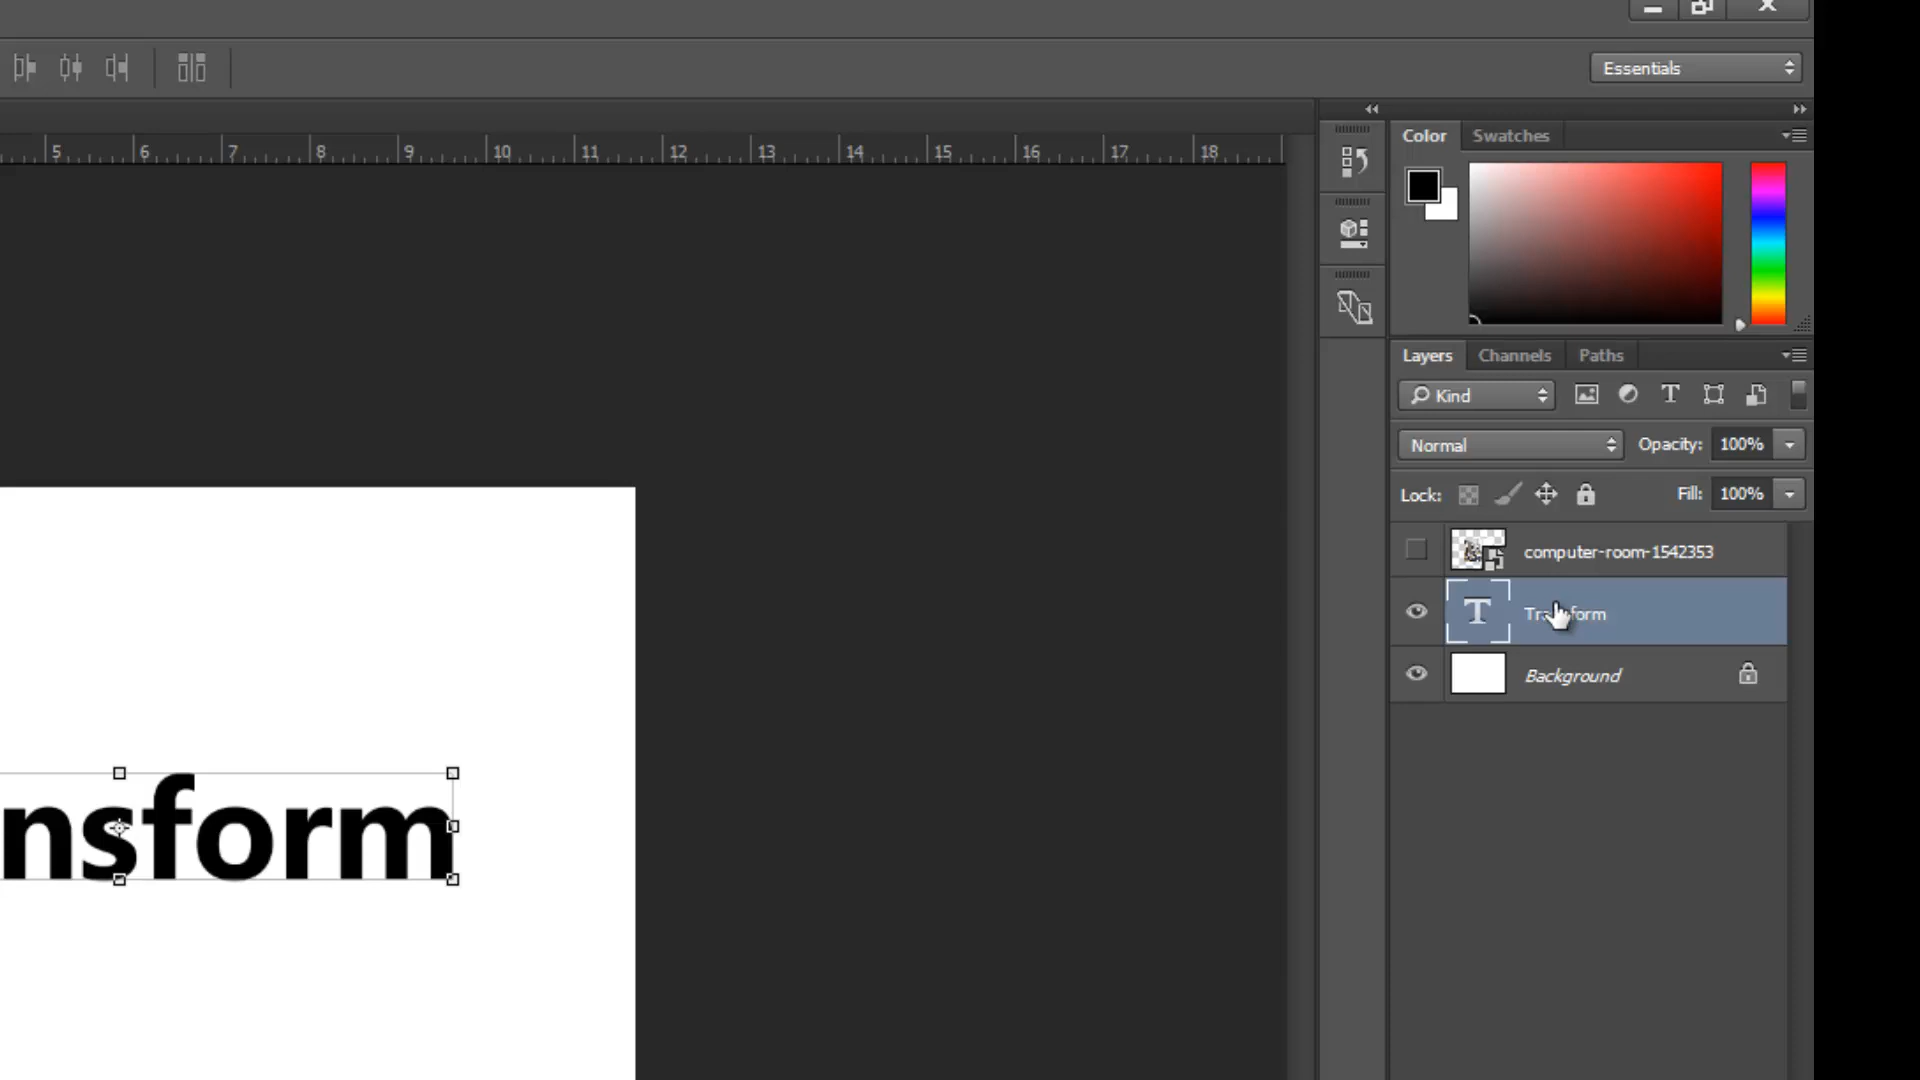 Essentials
5 6 7 8 9 10 11 12 13 14 15 16 17 18
Color Swatches
Layers Channels Paths
Kind
Normal Opacity: 100%
Lock: Fill: 100%
computer-room-1542353
T Transform
Background
nsform